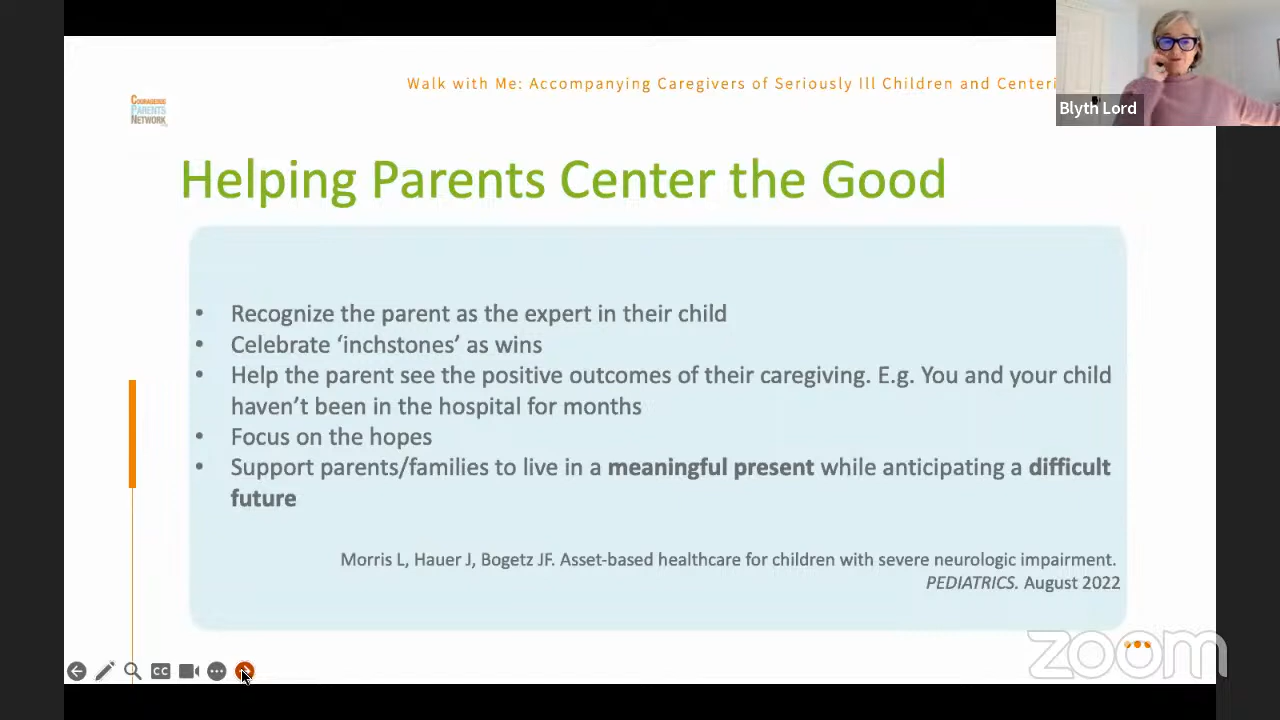 Walk with Me: Accompanying Caregivers of Seriously Ill Children and Centeri
Blyth Lord
COURAGEOUS
PARENTS
NETWORK
Helping Parents Center the Good
• Recognize the parent as the expert in their child
• Celebrate ‘inchstones’ as wins
• Help the parent see the positive outcomes of their caregiving. E.g. You and your child
haven’t been in the hospital for months
• Focus on the hopes
• Support parents/families to live in a meaningful present while anticipating a difficult
future
Morris L, Hauer J, Bogetz JF. Asset-based healthcare for children with severe neurologic impairment.
PEDIATRICS. August 2022
CC
zoom